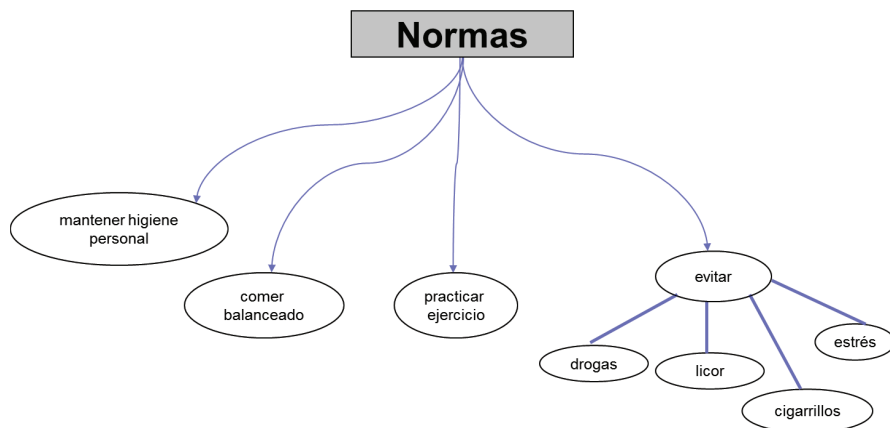 Normas
mantener higiene
personal
comer
balanceado
practicar
ejercicio
evitar
drogas
licor
cigarrillos
estrés